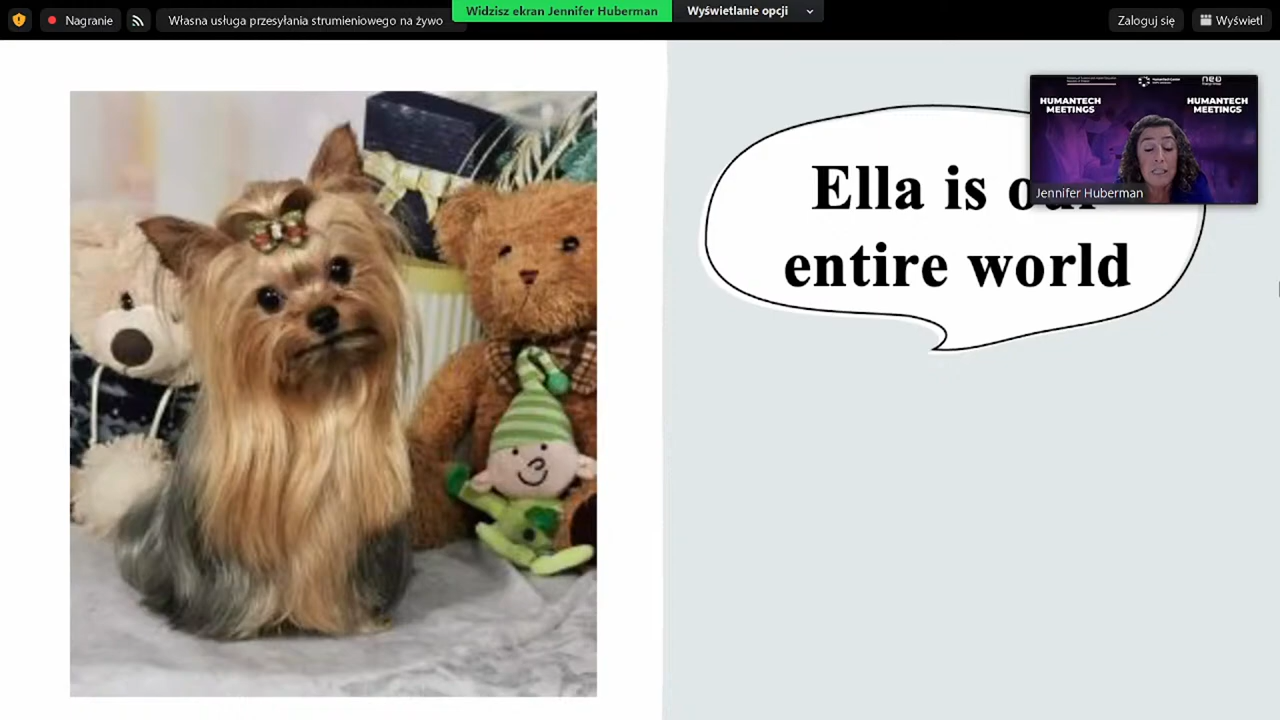 Nagranie
Własna usługa przesyłania strumieniowego na żywo
Widzisz ekran Jennifer Huberman
Wyświetlanie opcji
Zaloguj się
Wyświetl
HUMANTECH
MEETINGS
HUMANTECH
MEETINGS
Jennifer Huberman
Ella is our
entire world